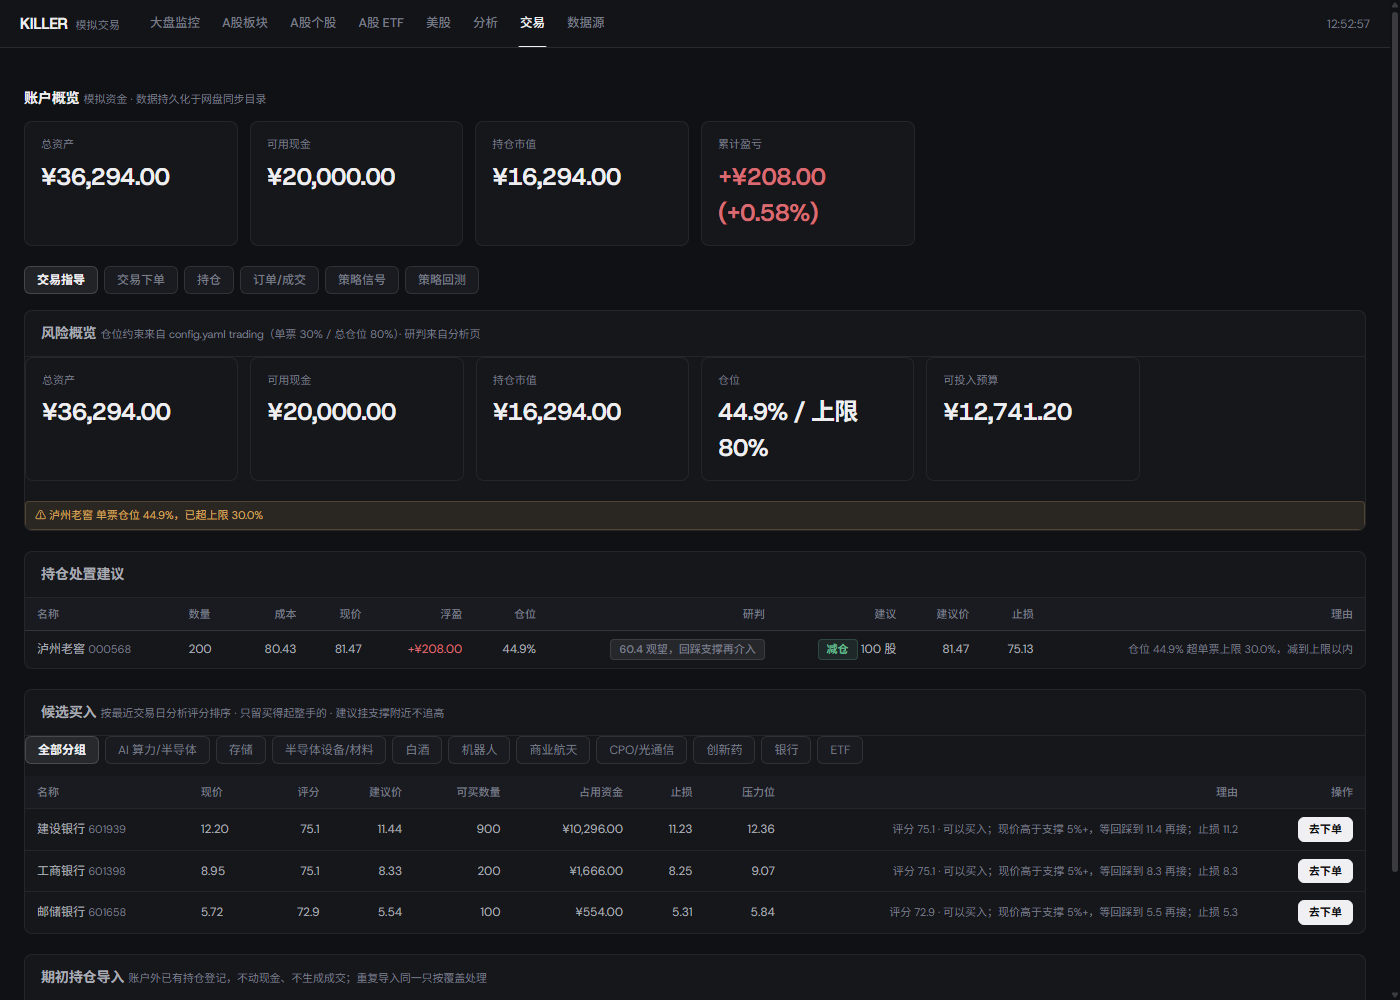 KILLER 模拟交易 大盘监控 A股板块 A股个股 A股 ETF 美股 分析 交易 数据源 12:52:57
账户概览 模拟资金 · 数据持久化于网盘同步目录
总资产 可用现金 持仓市值 累计盈亏
¥36,294.00 ¥20,000.00 ¥16,294.00 +¥208.00
(+0.58%)
交易指导 交易下单 持仓 订单/成交 策略信号 策略回测
风险概览 仓位约束来自 config.yaml trading（单票 30% / 总仓位 80%）· 研判来自分析页
总资产 可用现金 持仓市值 仓位 可投入预算
¥36,294.00 ¥20,000.00 ¥16,294.00 44.9% / 上限 ¥12,741.20
80%
⚠ 泸州老窖 单票仓位 44.9%，已超上限 30.0%
持仓处置建议
名称 数量 成本 现价 浮盈 仓位 研判 建议 建议价 止损 理由
泸州老窖 000568 200 80.43 81.47 +¥208.00 44.9% 60.4 观望，回踩支撑再介入 减仓 100 股 81.47 75.13 仓位 44.9% 超单票上限 30.0%，减到上限以内
候选买入 按最近交易日分析评分排序 · 只留买得起整手的 · 建议挂支撑附近不追高
全部分组 AI 算力/半导体 存储 半导体设备/材料 白酒 机器人 商业航天 CPO/光通信 创新药 银行 ETF
名称 现价 评分 建议价 可买数量 占用资金 止损 压力位 理由 操作
建设银行 601939 12.20 75.1 11.44 900 ¥10,296.00 11.23 12.36 评分 75.1 · 可以买入；现价高于支撑 5%+，等回踩到 11.4 再接；止损 11.2 去下单
工商银行 601398 8.95 75.1 8.33 200 ¥1,666.00 8.25 9.07 评分 75.1 · 可以买入；现价高于支撑 5%+，等回踩到 8.3 再接；止损 8.3 去下单
邮储银行 601658 5.72 72.9 5.54 100 ¥554.00 5.31 5.84 评分 72.9 · 可以买入；现价高于支撑 5%+，等回踩到 5.5 再接；止损 5.3 去下单
期初持仓导入 账户外已有持仓登记，不动现金、不生成成交；重复导入同一只按覆盖处理